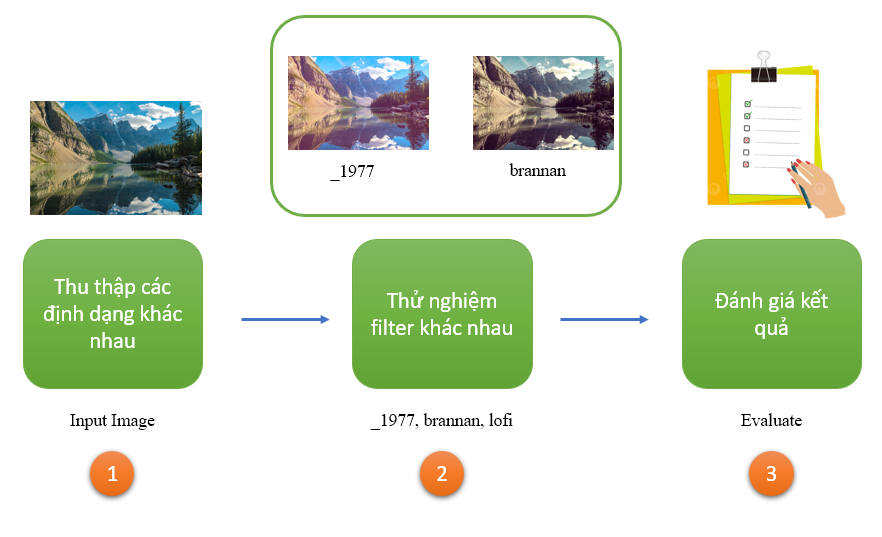 _1977
brannan
Thu thập các
định dạng khác
nhau
Thử nghiệm
filter khác nhau
Đánh giá kết
quả
Input Image
_1977, brannan, lofi
Evaluate
1
2
3